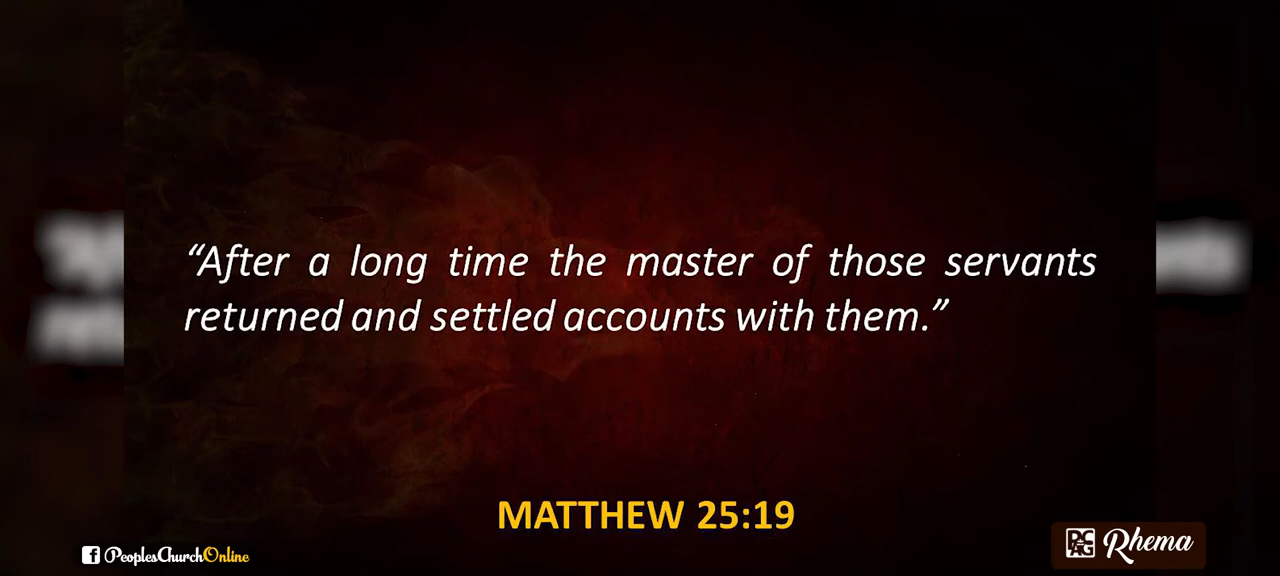 “After a long time the master of those servants
returned and settled accounts with them.”
MATTHEW 25:19
PeoplesChurchOnline
PCAG Rhema